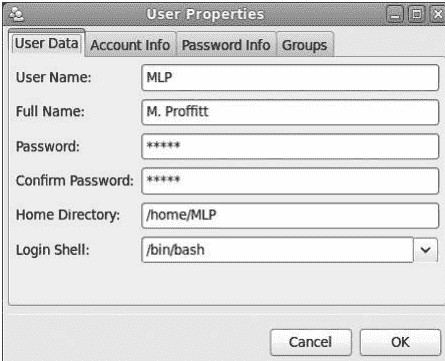 User Properties
User Data Account Info Password Info Groups
User Name: MLP
Full Name: M. Proffitt
Password: *****
Confirm Password: *****
Home Directory: /home/MLP
Login Shell: /bin/bash
Cancel OK